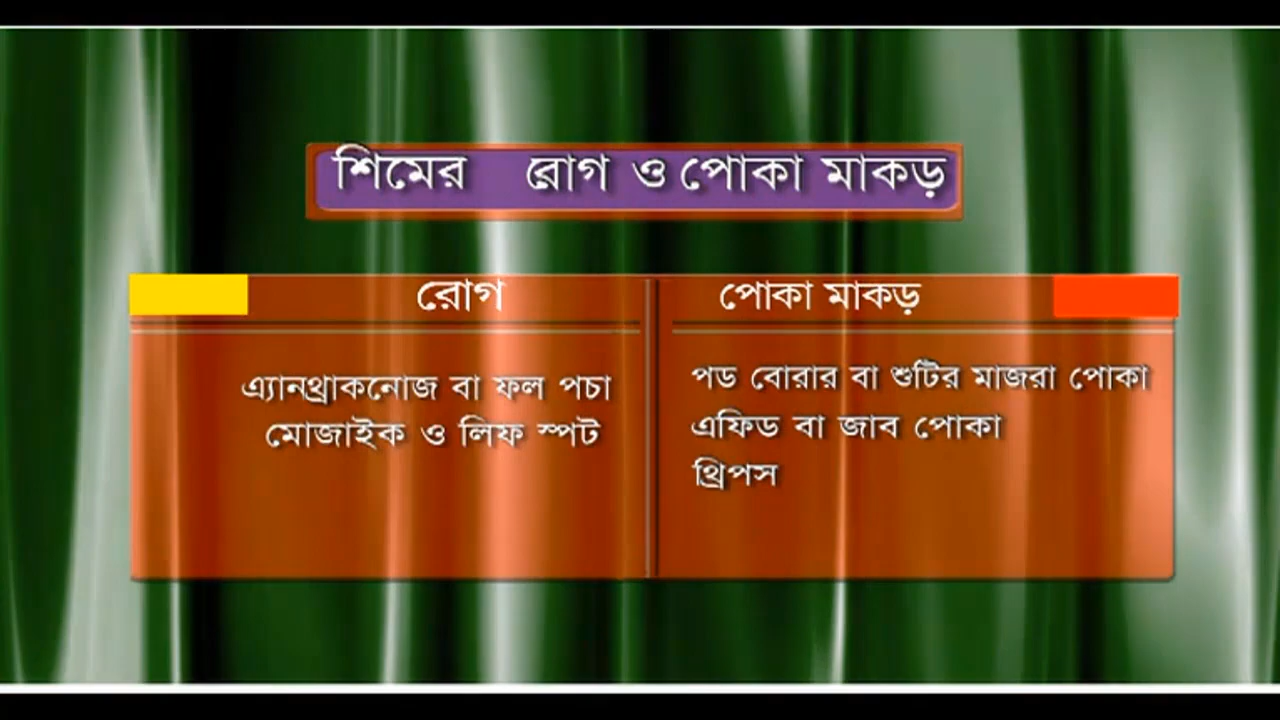 শিমের রোগ ও পোকা মাকড়
রোগ
এ্যানথ্রাকনোজ বা ফল পচা
মোজাইক ও লিফ স্পট
পোকা মাকড়
পড বোরার বা শুটির মাজরা পোকা
এফিড বা জাব পোকা
থ্রিপস